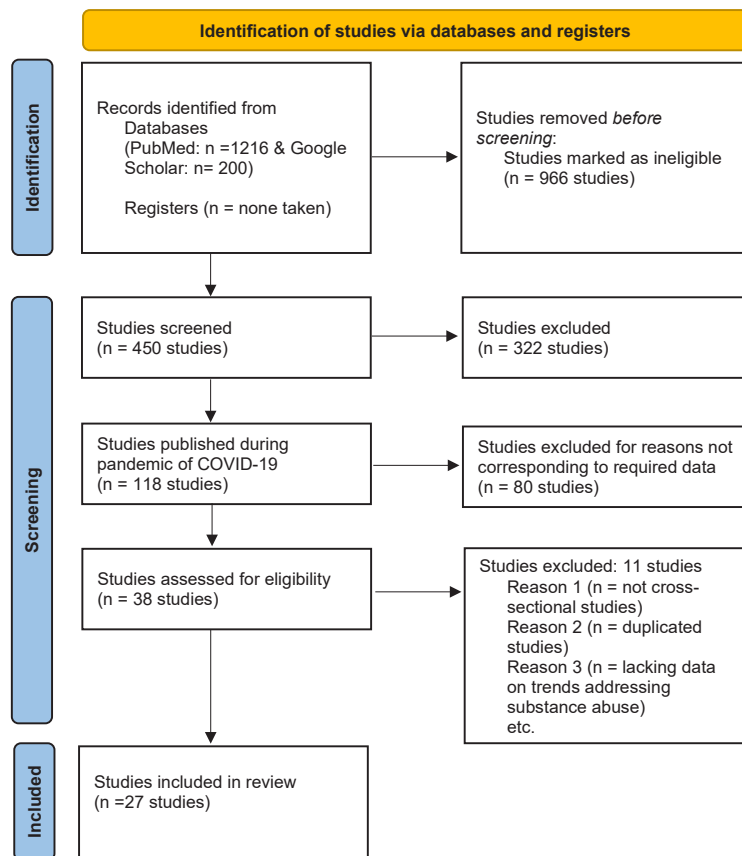 Identification of studies via databases and registers
Identification
Records identified from
Databases
(PubMed: n =1216 & Google
Scholar: n= 200)
Registers (n = none taken)
Studies removed before
screening:
Studies marked as ineligible
(n = 966 studies)
Screening
Studies screened
(n = 450 studies)
Studies excluded
(n = 322 studies)
Studies published during
pandemic of COVID-19
(n = 118 studies)
Studies excluded for reasons not
corresponding to required data
(n = 80 studies)
Studies assessed for eligibility
(n = 38 studies)
Studies excluded: 11 studies
Reason 1 (n = not cross-
sectional studies)
Reason 2 (n = duplicated
studies)
Reason 3 (n = lacking data
on trends addressing
substance abuse)
etc.
Included
Studies included in review
(n =27 studies)